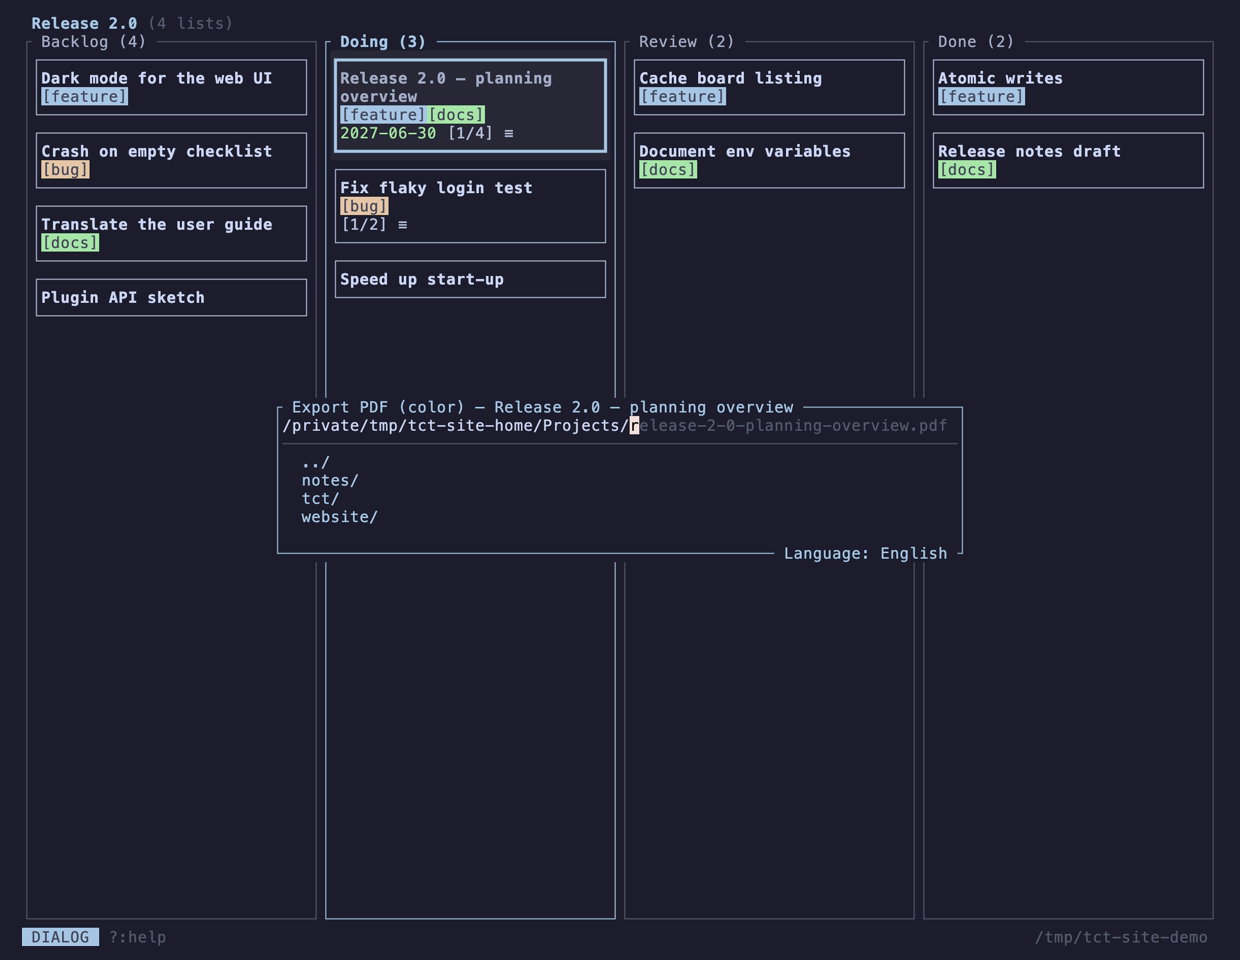 Release 2.0 (4 lists)
Backlog (4)
Dark mode for the web UI
[feature]
Crash on empty checklist
[bug]
Translate the user guide
[docs]
Plugin API sketch
Doing (3)
Release 2.0 — planning
overview
[feature][docs]
2027-06-30 [1/4] ≡
Fix flaky login test
[bug]
[1/2] ≡
Speed up start-up
Review (2)
Cache board listing
[feature]
Document env variables
[docs]
Done (2)
Atomic writes
[feature]
Release notes draft
[docs]
Export PDF (color) — Release 2.0 — planning overview
/private/tmp/tct-site-home/Projects/release-2-0-planning-overview.pdf
../
notes/
tct/
website/
Language: English
DIALOG ?:help
/tmp/tct-site-demo